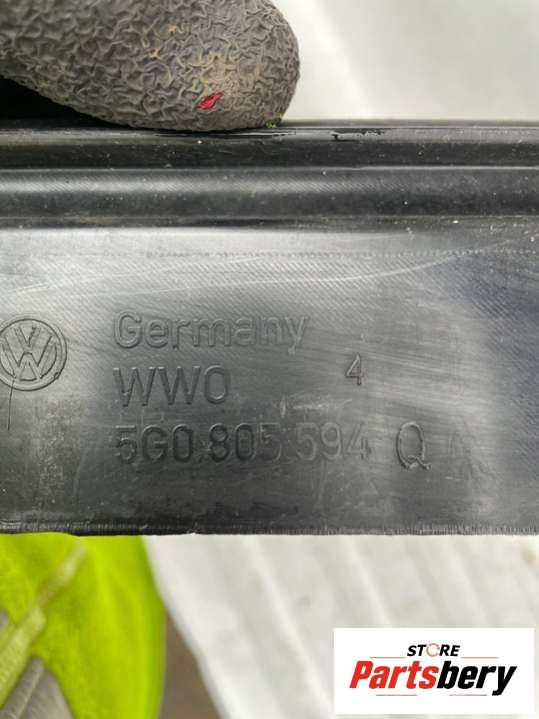 Germany
WWO 4
5G0.805.594 Q
STORE
Partsbery